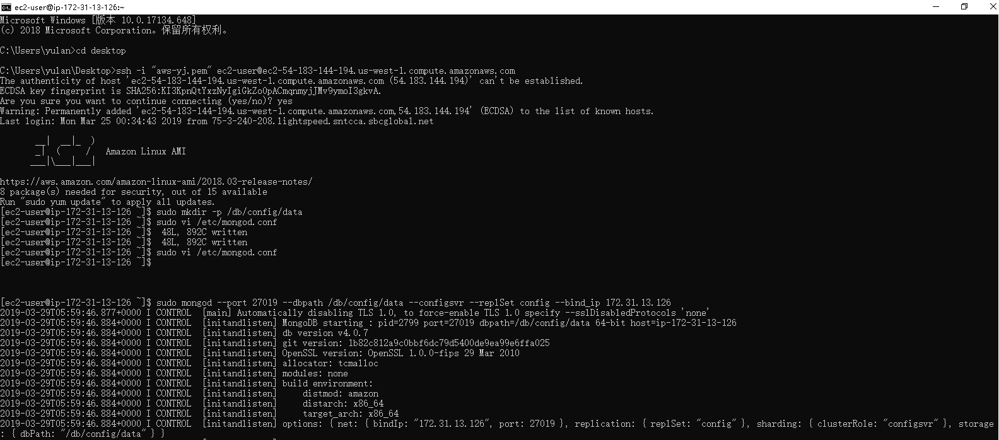 ec2-user@ip-172-31-13-126:~
Microsoft Windows [版本 10.0.17134.648]
(c) 2018 Microsoft Corporation。保留所有权利。
C:\Users\yulan>cd desktop
C:\Users\yulan\Desktop>ssh -i "aws-yj.pem" ec2-user@ec2-54-183-144-194.us-west-1.compute.amazonaws.com
The authenticity of host 'ec2-54-183-144-194.us-west-1.compute.amazonaws.com (54.183.144.194)' can't be established.
ECDSA key fingerprint is SHA256:KI3KpnQtYxzNyIgiGkZoOpACmqnmyjJMv9ymoI3gkvA.
Are you sure you want to continue connecting (yes/no)? yes
Warning: Permanently added 'ec2-54-183-144-194.us-west-1.compute.amazonaws.com,54.183.144.194' (ECDSA) to the list of known hosts.
Last login: Mon Mar 25 00:34:43 2019 from 75-3-240-208.lightspeed.sntcca.sbcglobal.net
__|  __|_  )
_|  (     /   Amazon Linux AMI
___|\___|___|
https://aws.amazon.com/amazon-linux-ami/2018.03-release-notes/
8 package(s) needed for security, out of 15 available
Run "sudo yum update" to apply all updates.
[ec2-user@ip-172-31-13-126 ~]$ sudo mkdir -p /db/config/data
[ec2-user@ip-172-31-13-126 ~]$ sudo vi /etc/mongod.conf
[ec2-user@ip-172-31-13-126 ~]$  48L, 892C written
[ec2-user@ip-172-31-13-126 ~]$  48L, 892C written
[ec2-user@ip-172-31-13-126 ~]$ sudo vi /etc/mongod.conf
[ec2-user@ip-172-31-13-126 ~]$
[ec2-user@ip-172-31-13-126 ~]$ sudo mongod --port 27019 --dbpath /db/config/data --configsvr --replSet config --bind_ip 172.31.13.126
2019-03-29T05:59:46.877+0000 I CONTROL  [main] Automatically disabling TLS 1.0, to force-enable TLS 1.0 specify --sslDisabledProtocols 'none'
2019-03-29T05:59:46.884+0000 I CONTROL  [initandlisten] MongoDB starting : pid=2799 port=27019 dbpath=/db/config/data 64-bit host=ip-172-31-13-126
2019-03-29T05:59:46.884+0000 I CONTROL  [initandlisten] db version v4.0.7
2019-03-29T05:59:46.884+0000 I CONTROL  [initandlisten] git version: 1b82c812a9c0bbf6dc79d5400de9ea99e6ffa025
2019-03-29T05:59:46.884+0000 I CONTROL  [initandlisten] OpenSSL version: OpenSSL 1.0.0-fips 29 Mar 2010
2019-03-29T05:59:46.884+0000 I CONTROL  [initandlisten] allocator: tcmalloc
2019-03-29T05:59:46.884+0000 I CONTROL  [initandlisten] modules: none
2019-03-29T05:59:46.884+0000 I CONTROL  [initandlisten] build environment:
2019-03-29T05:59:46.884+0000 I CONTROL  [initandlisten]     distmod: amazon
2019-03-29T05:59:46.884+0000 I CONTROL  [initandlisten]     distarch: x86_64
2019-03-29T05:59:46.884+0000 I CONTROL  [initandlisten]     target_arch: x86_64
2019-03-29T05:59:46.884+0000 I CONTROL  [initandlisten] options: { net: { bindIp: "172.31.13.126", port: 27019 }, replication: { replSet: "config" }, sharding: { clusterRole: "configsvr" }, storage
: { dbPath: "/db/config/data" } }